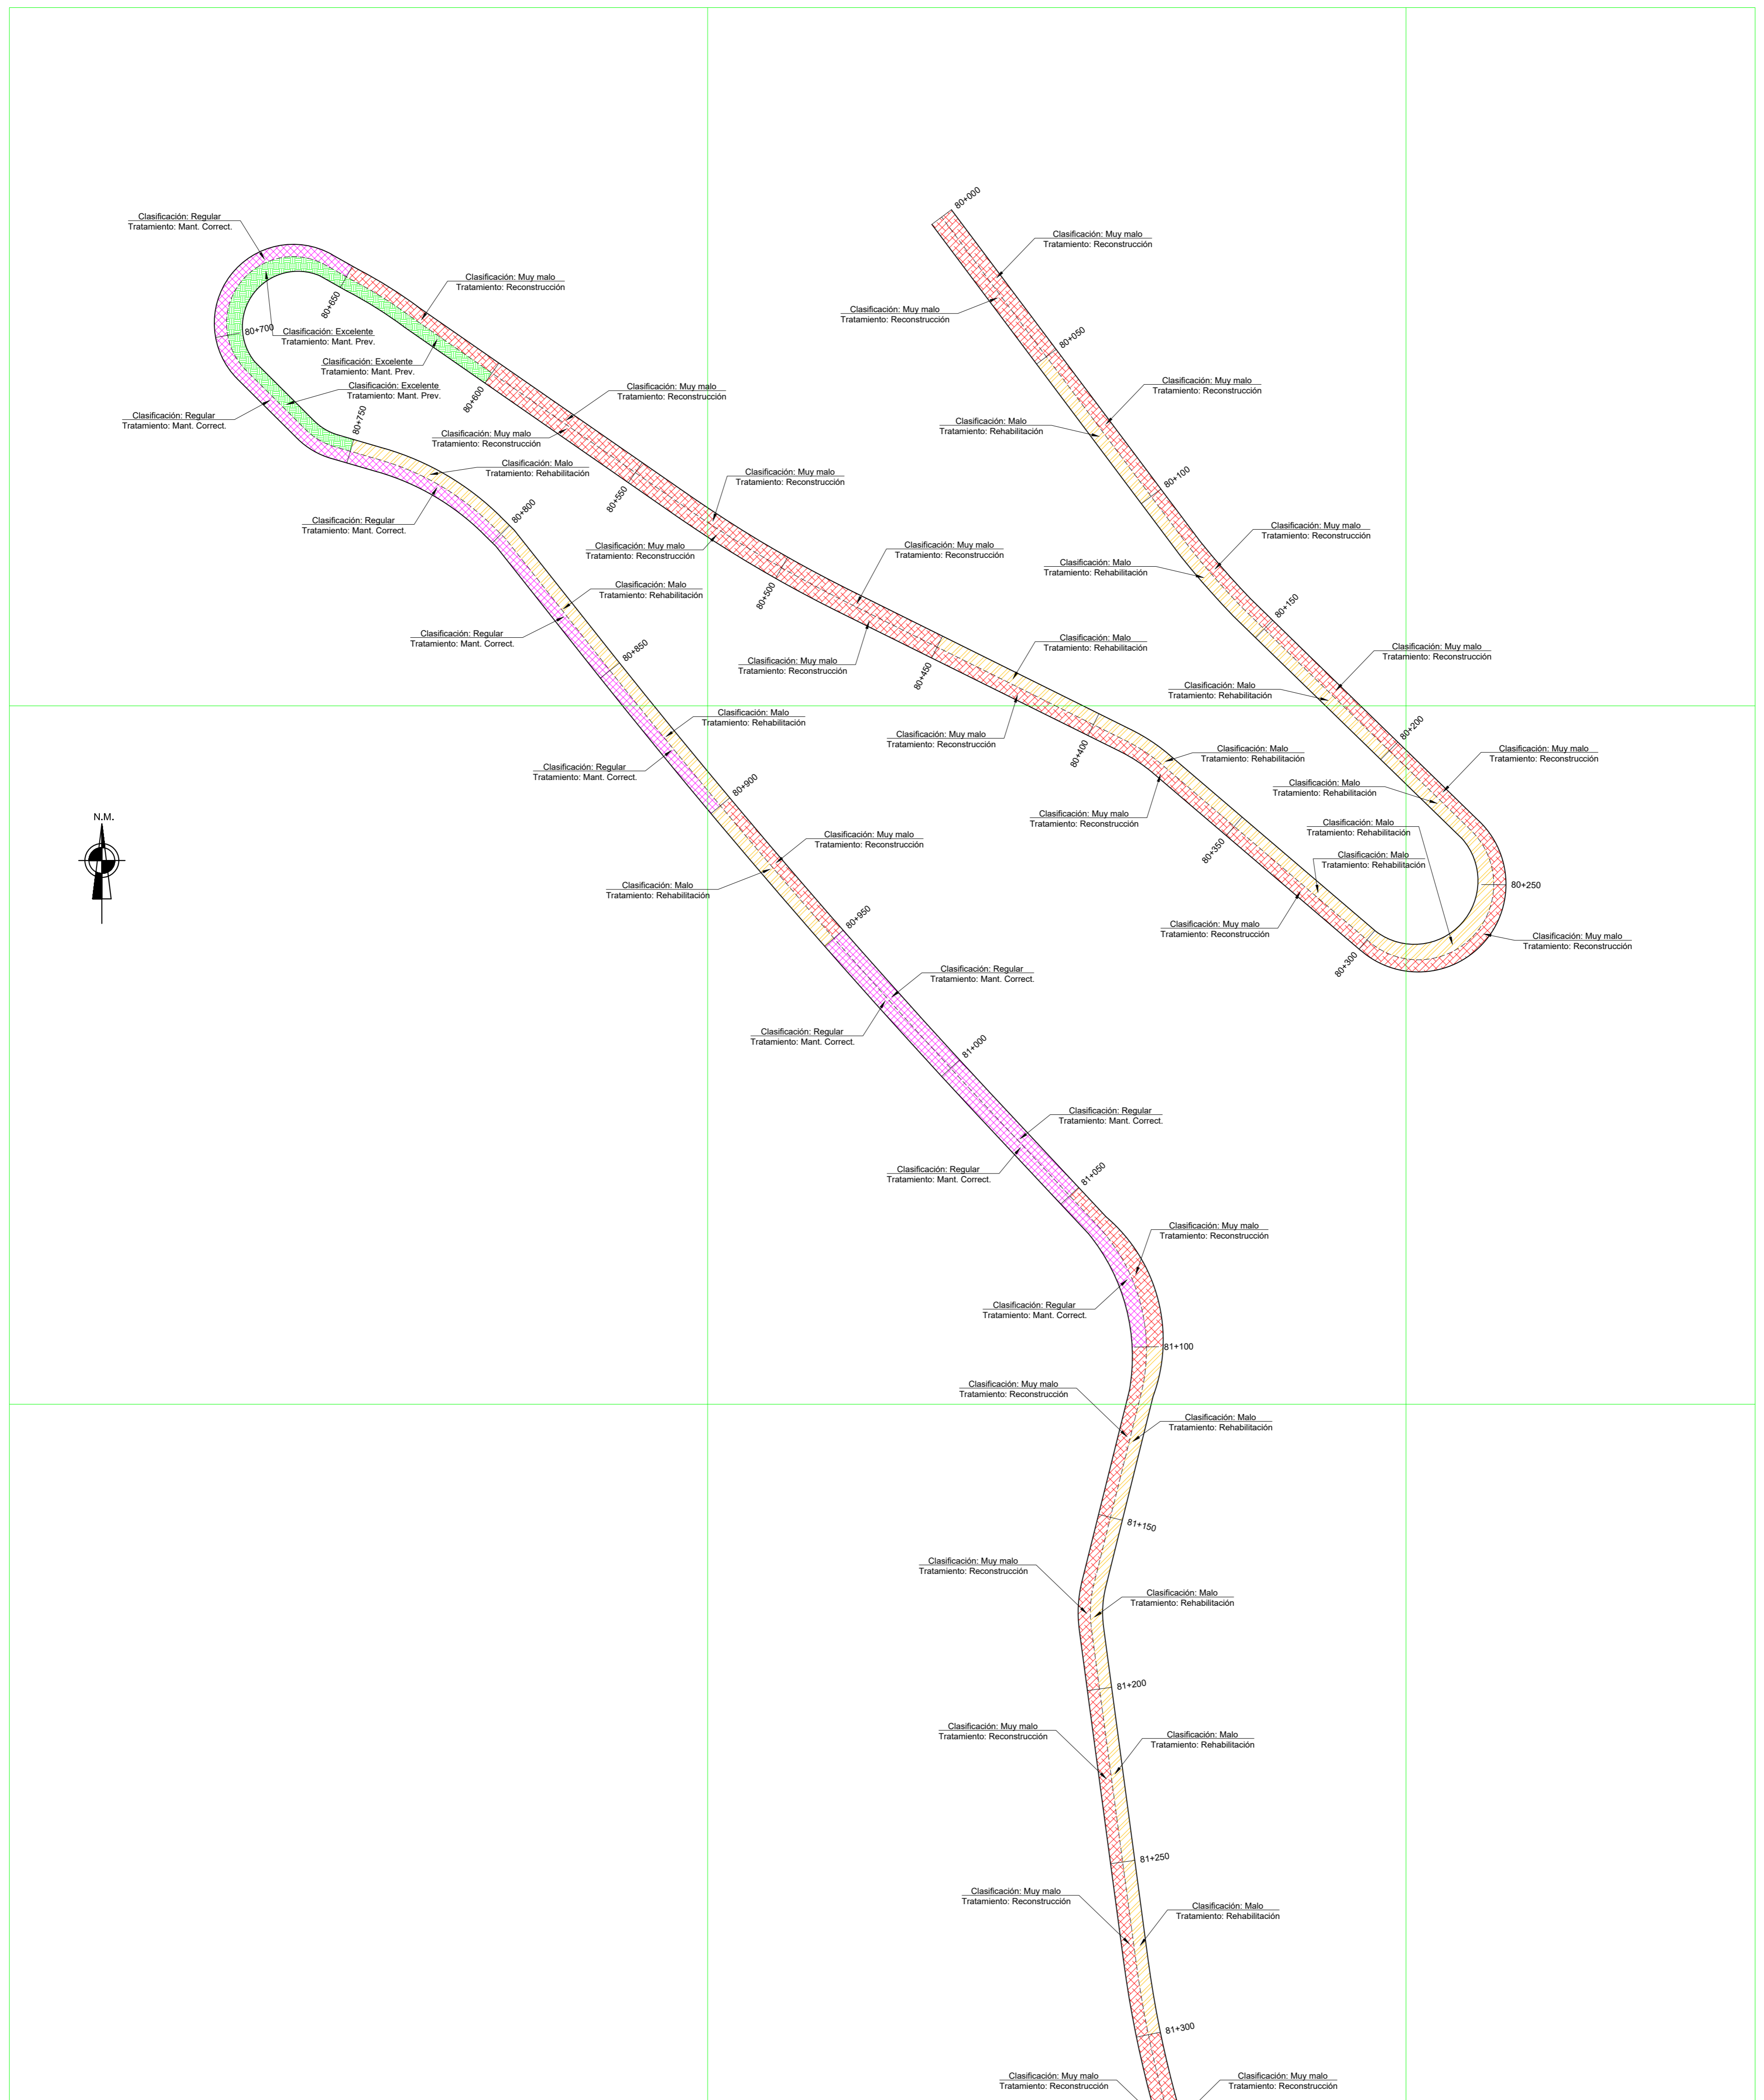 80+000
Clasificación: Regular
Tratamiento: Mant. Correct.
Clasificación: Muy malo
Tratamiento: Reconstrucción
Clasificación: Muy malo
Tratamiento: Reconstrucción
80+650
Clasificación: Muy malo
Tratamiento: Reconstrucción
80+700
Clasificación: Excelente
Tratamiento: Mant. Prev.
80+050
Clasificación: Excelente
Tratamiento: Mant. Prev.
Clasificación: Excelente
Tratamiento: Mant. Prev.
80+600
Clasificación: Muy malo
Tratamiento: Reconstrucción
Clasificación: Muy malo
Tratamiento: Reconstrucción
Clasificación: Regular
Tratamiento: Mant. Correct.
80+750
Clasificación: Muy malo
Tratamiento: Reconstrucción
Clasificación: Malo
Tratamiento: Rehabilitación
Clasificación: Malo
Tratamiento: Rehabilitación
Clasificación: Muy malo
Tratamiento: Reconstrucción
80+100
80+550
80+800
Clasificación: Regular
Tratamiento: Mant. Correct.
Clasificación: Muy malo
Tratamiento: Reconstrucción
Clasificación: Muy malo
Tratamiento: Reconstrucción
Clasificación: Muy malo
Tratamiento: Reconstrucción
Clasificación: Malo
Tratamiento: Rehabilitación
Clasificación: Malo
Tratamiento: Rehabilitación
80+500
80+150
Clasificación: Regular
Tratamiento: Mant. Correct.
Clasificación: Malo
Tratamiento: Rehabilitación
80+850
Clasificación: Muy malo
Tratamiento: Reconstrucción
Clasificación: Muy malo
Tratamiento: Reconstrucción
80+450
Clasificación: Malo
Tratamiento: Rehabilitación
Clasificación: Malo
Tratamiento: Rehabilitación
80+200
Clasificación: Muy malo
Tratamiento: Reconstrucción
80+400
Clasificación: Malo
Tratamiento: Rehabilitación
Clasificación: Muy malo
Tratamiento: Reconstrucción
Clasificación: Regular
Tratamiento: Mant. Correct.
80+900
Clasificación: Malo
Tratamiento: Rehabilitación
N.M.
Clasificación: Muy malo
Tratamiento: Reconstrucción
Clasificación: Malo
Tratamiento: Rehabilitación
Clasificación: Muy malo
Tratamiento: Reconstrucción
80+350
Clasificación: Malo
Tratamiento: Rehabilitación
Clasificación: Malo
Tratamiento: Rehabilitación
80+250
80+950
Clasificación: Muy malo
Tratamiento: Reconstrucción
Clasificación: Muy malo
Tratamiento: Reconstrucción
80+300
Clasificación: Regular
Tratamiento: Mant. Correct.
Clasificación: Regular
Tratamiento: Mant. Correct.
81+000
Clasificación: Regular
Tratamiento: Mant. Correct.
Clasificación: Regular
Tratamiento: Mant. Correct.
81+050
Clasificación: Muy malo
Tratamiento: Reconstrucción
Clasificación: Regular
Tratamiento: Mant. Correct.
81+100
Clasificación: Muy malo
Tratamiento: Reconstrucción
Clasificación: Malo
Tratamiento: Rehabilitación
81+150
Clasificación: Muy malo
Tratamiento: Reconstrucción
Clasificación: Malo
Tratamiento: Rehabilitación
81+200
Clasificación: Muy malo
Tratamiento: Reconstrucción
Clasificación: Malo
Tratamiento: Rehabilitación
81+250
Clasificación: Muy malo
Tratamiento: Reconstrucción
Clasificación: Malo
Tratamiento: Rehabilitación
81+300
Clasificación: Muy malo
Tratamiento: Reconstrucción
Clasificación: Muy malo
Tratamiento: Reconstrucción